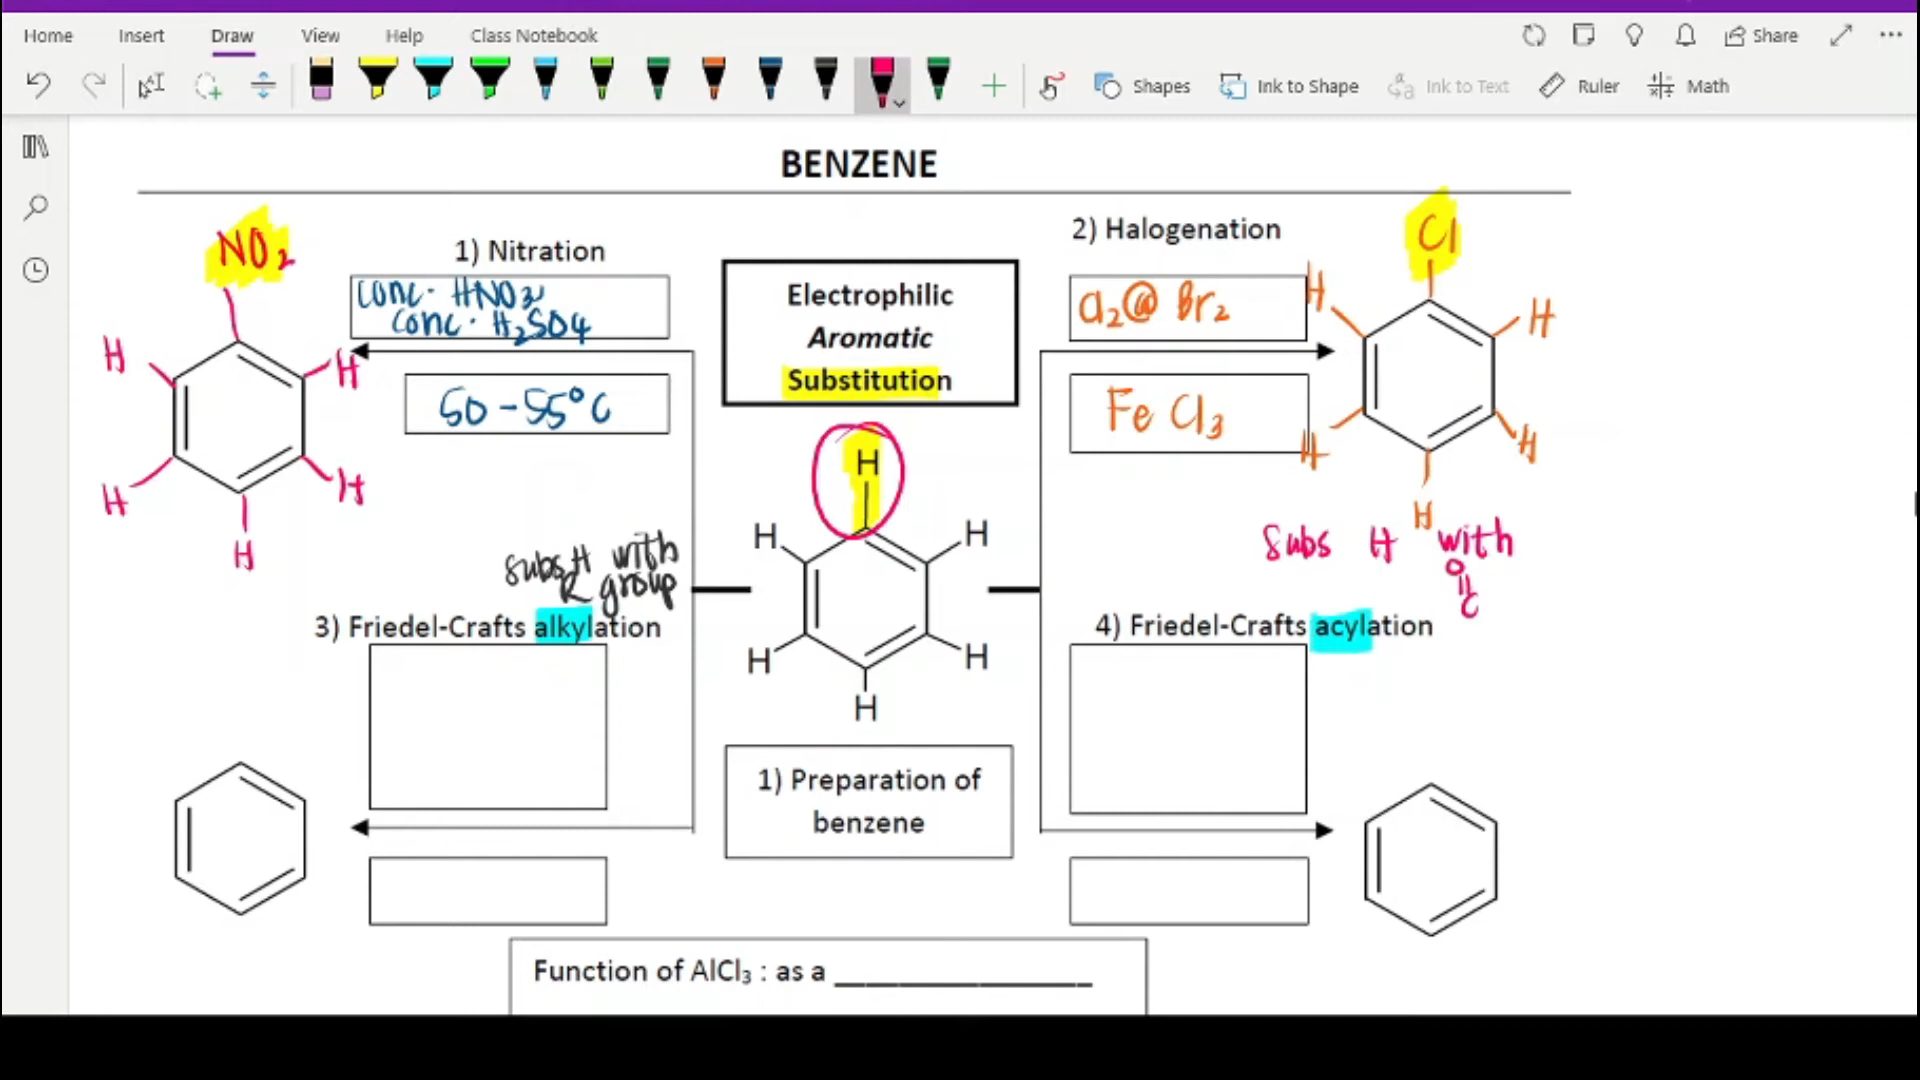 Home Insert Draw View Help Class Notebook Share
Shapes Ink to Shape Ink to Text Ruler Math
BENZENE
NO2
1) Nitration
conc. HNO3
conc. H2SO4
50 - 55°C
H
H
H
H
H
Electrophilic
Aromatic
Substitution
2) Halogenation
Cl2 @ Br2
FeCl3
Cl
H
H
H
H
H
H
H
H
H
H
H
subs H with
R group
3) Friedel-Crafts alkylation
Subs H with
O
C
4) Friedel-Crafts acylation
1) Preparation of
benzene
Function of AlCl₃ : as a ________________